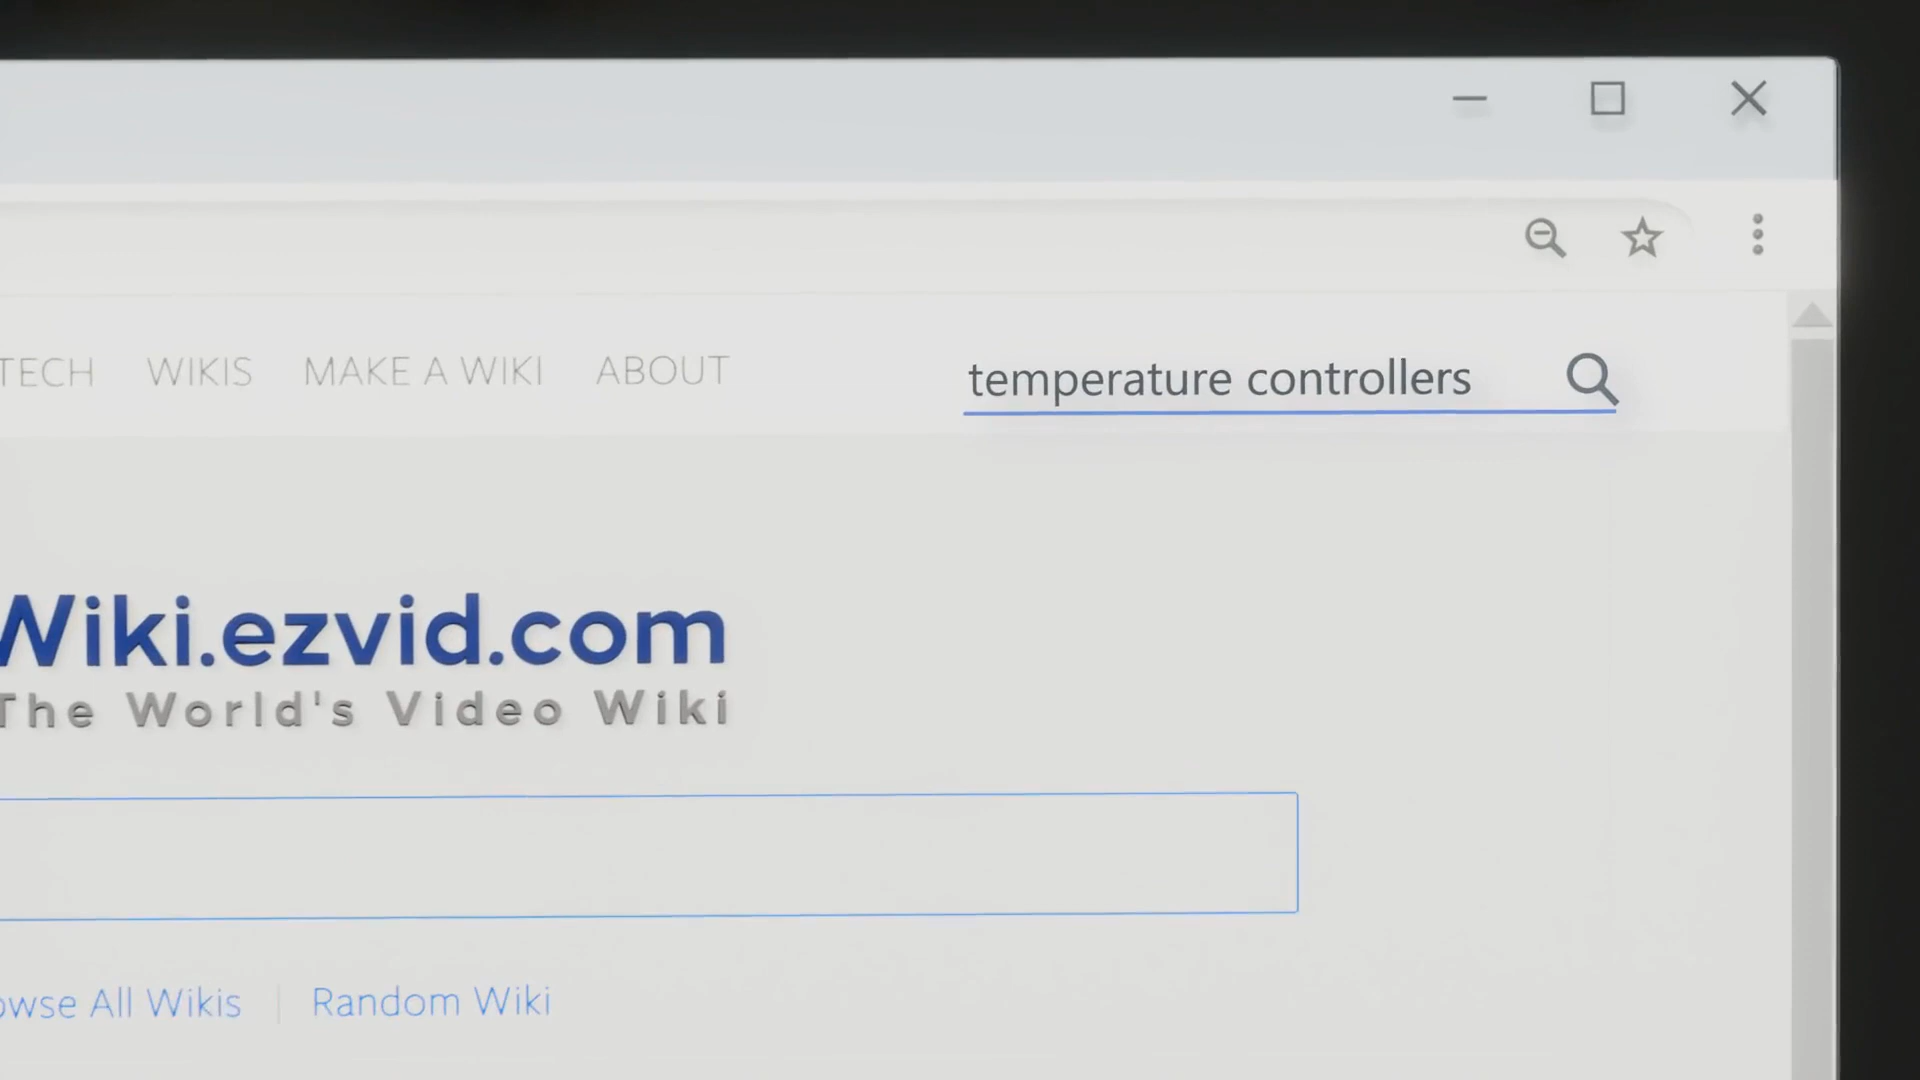 TECH WIKIS MAKE A WIKI ABOUT temperature controllers
Wiki.ezvid.com
The World's Video Wiki
owse All Wikis | Random Wiki